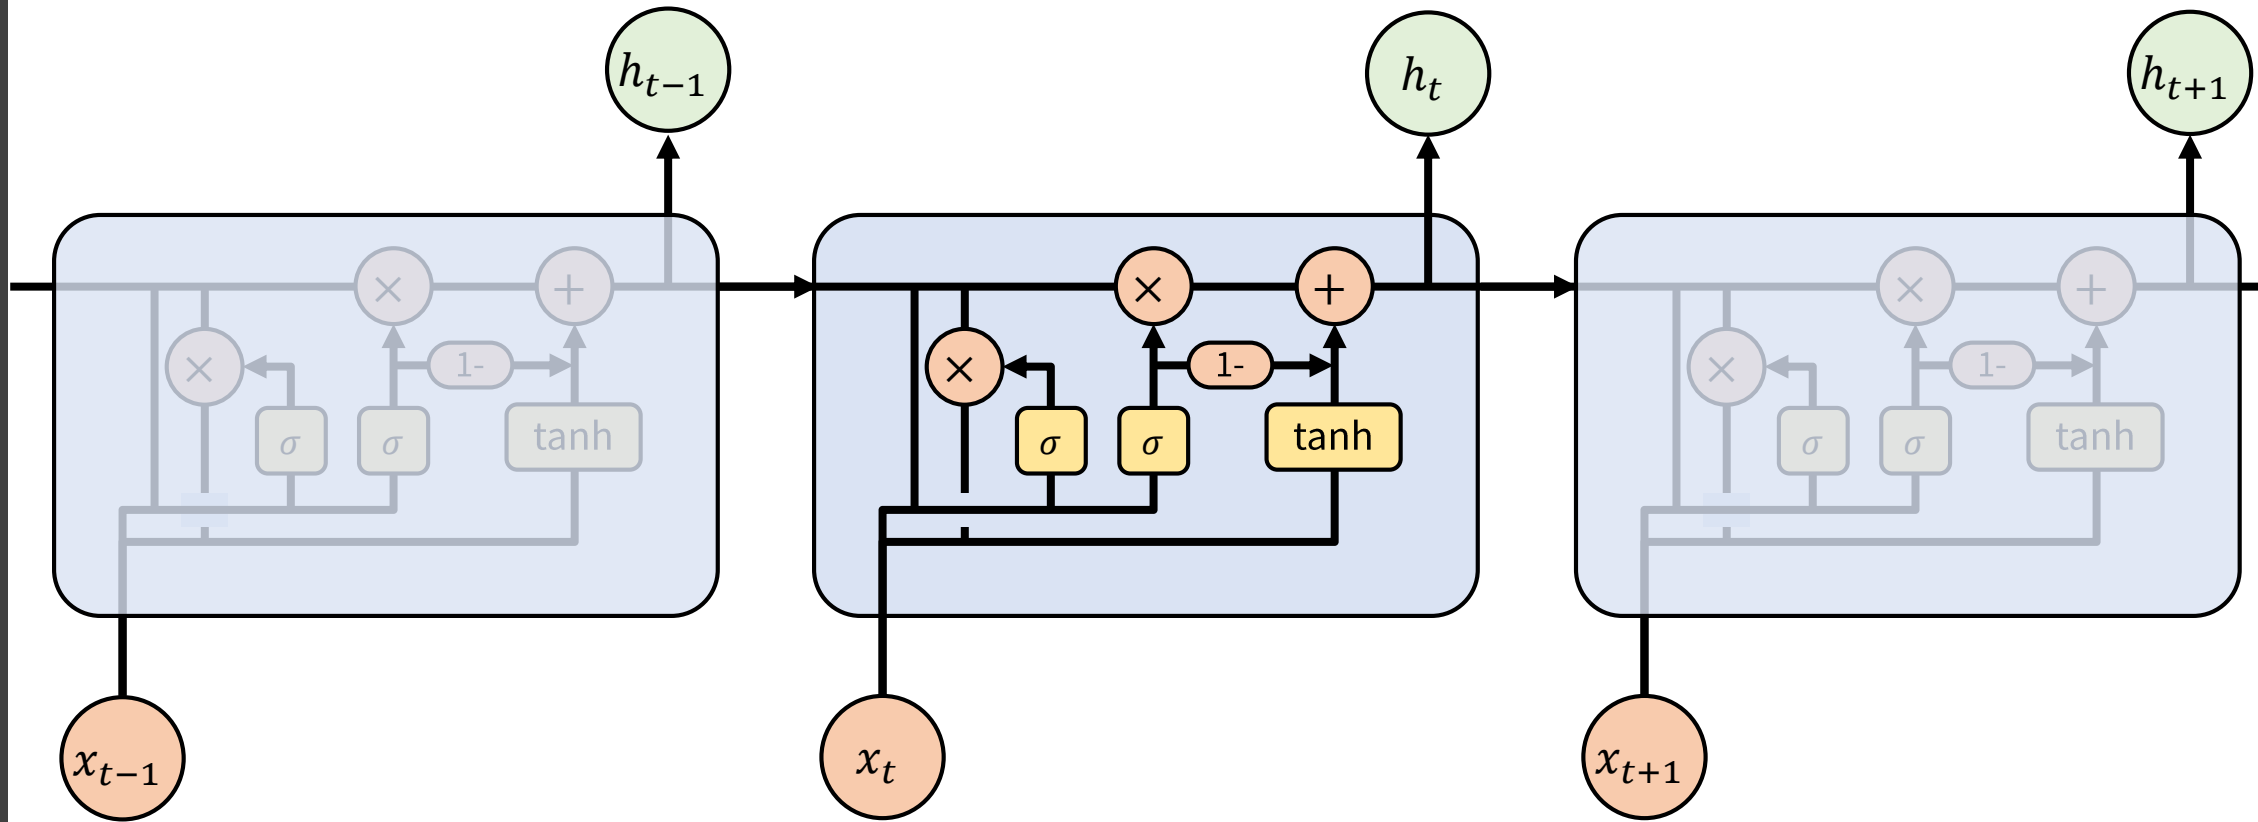 h_{t−1} h_t h_{t+1}
× + × + × +
× 1- × 1- × 1-
σ σ tanh σ σ tanh σ σ tanh
x_{t−1} x_t x_{t+1}